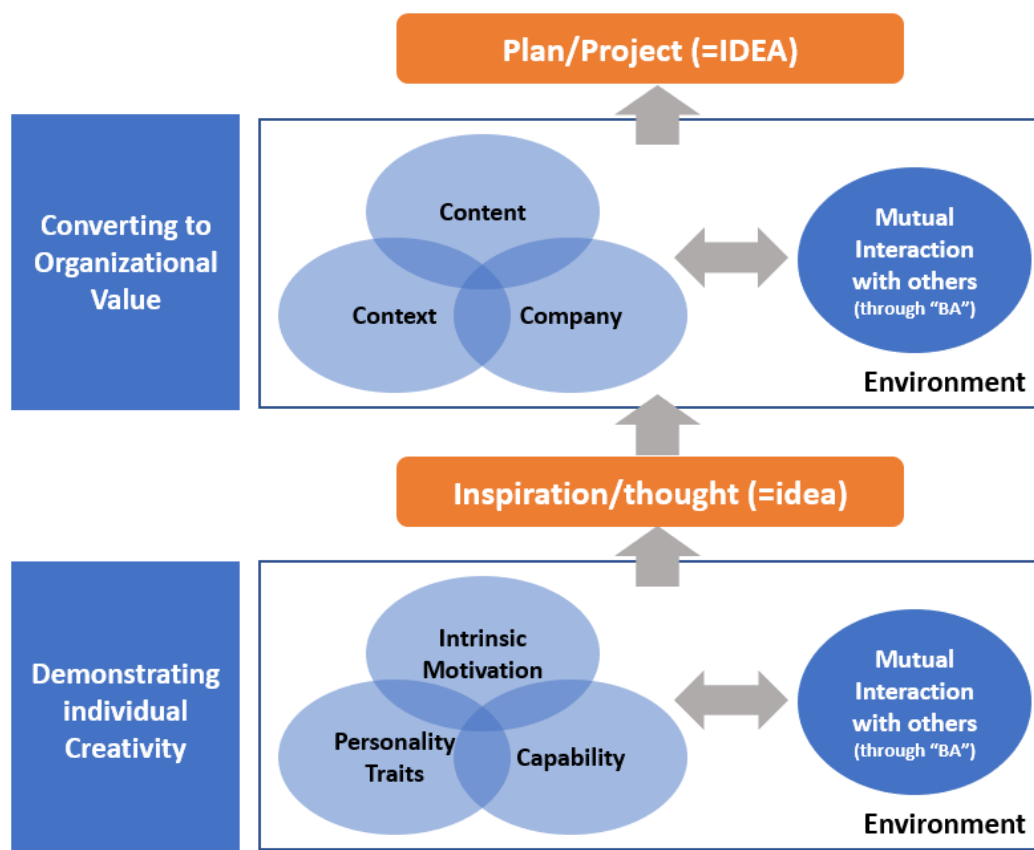 Plan/Project (=IDEA)
Converting to
Organizational
Value
Content
Context
Company
Mutual
Interaction
with others
(through “BA”)
Environment
Inspiration/thought (=idea)
Demonstrating
individual
Creativity
Intrinsic
Motivation
Personality
Traits
Capability
Mutual
Interaction
with others
(through “BA”)
Environment